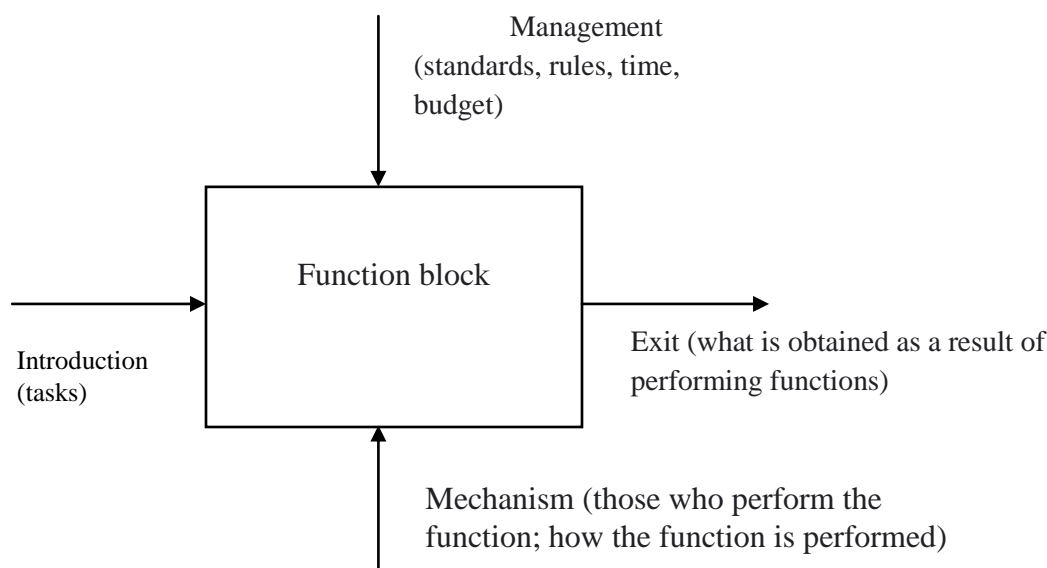 Management
(standards, rules, time,
budget)
Function block
Introduction
(tasks)
Exit (what is obtained as a result of
performing functions)
Mechanism (those who perform the
function; how the function is performed)